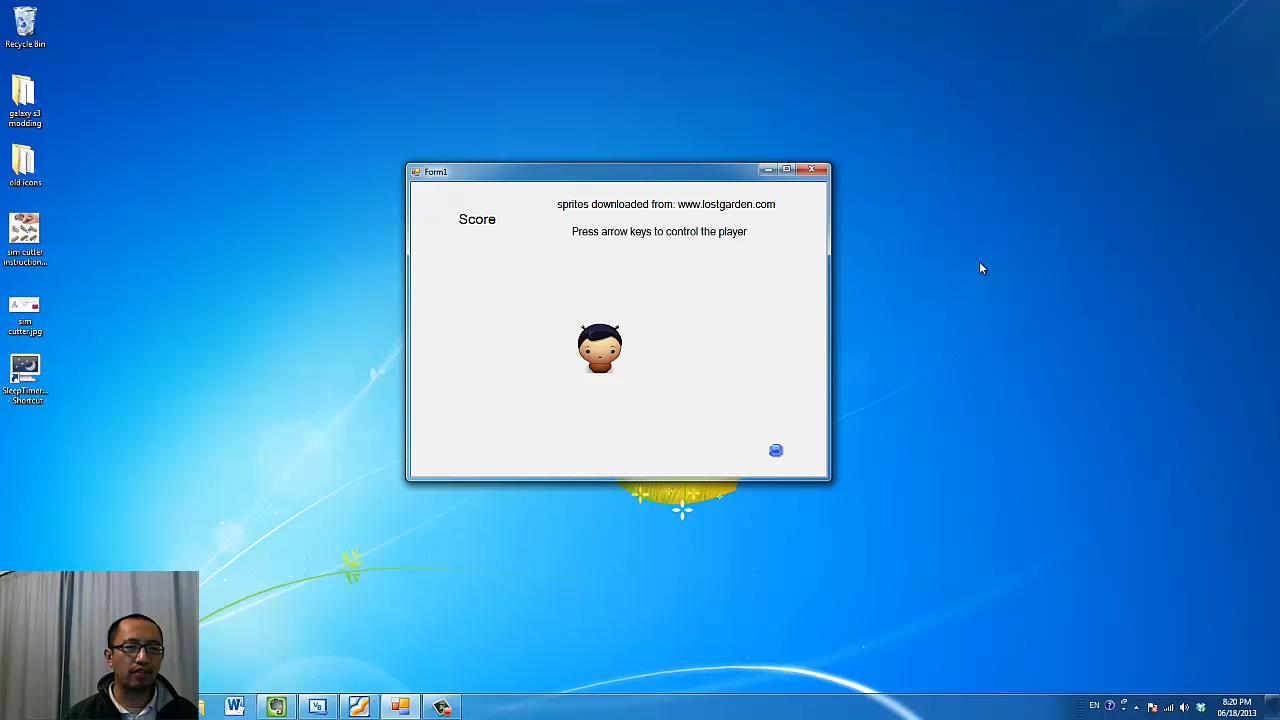 Recycle Bin
galaxy s3
modding
old icons
sim cutter
instruction...
sim
cutter.jpg
SleepTimer...
- Shortcut
Form1
sprites downloaded from: www.lostgarden.com
Score
Press arrow keys to control the player
W
VB
EN
8:20 PM
06/18/2013